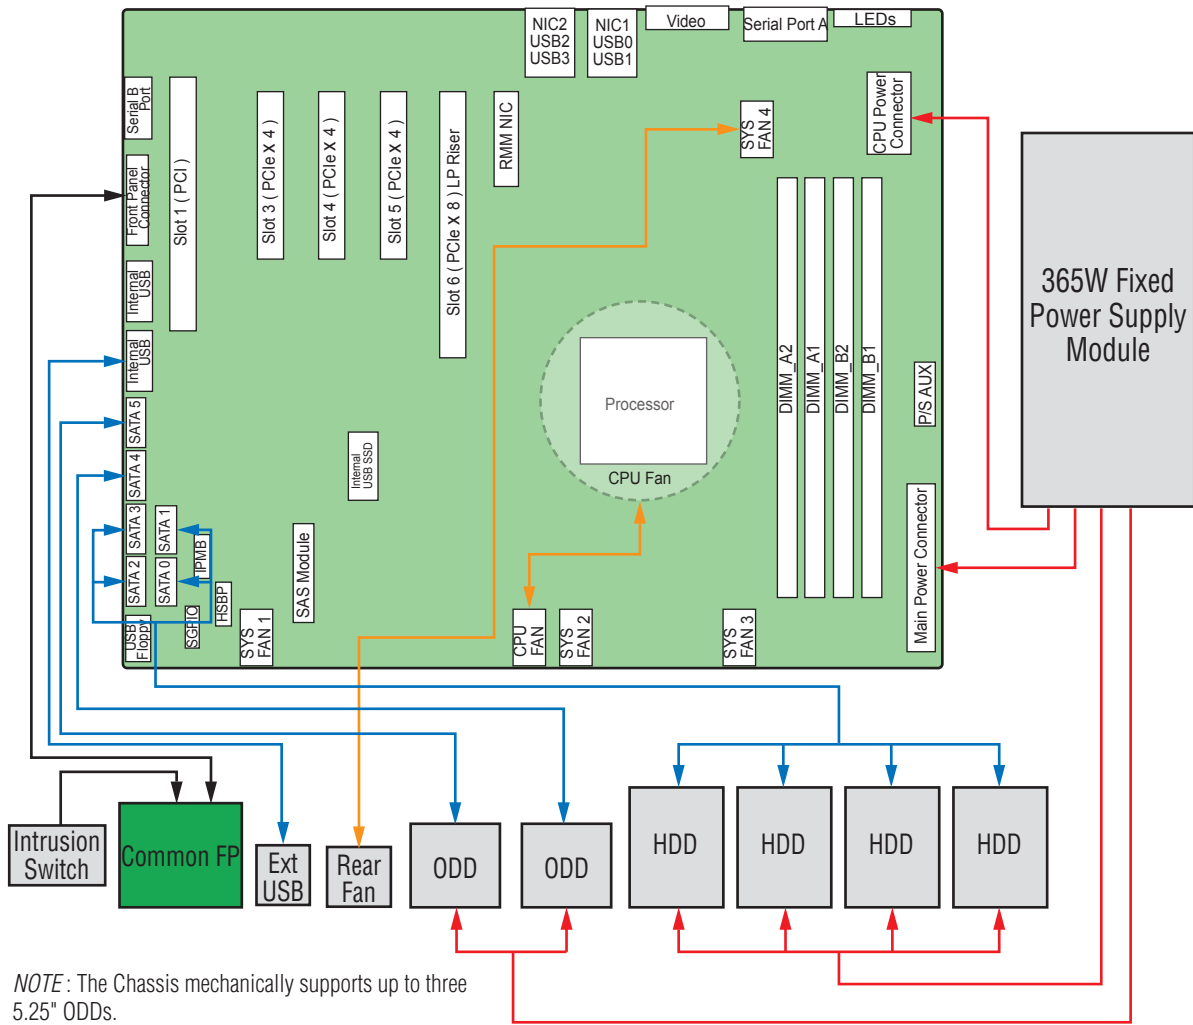 NIC2
USB2
USB3
NIC1
USB0
USB1
Video
Serial Port A
LEDs
Serial B
Port
Front Panel
Connector
Internal
USB
Internal
USB
SATA 5
SATA 4
SATA 3
SATA 2
SATA 1
SATA 0
USB
Floppy
IPMB
HSBP
SGPIO
SYS
FAN 1
Slot 1 ( PCI )
Slot 3 ( PCIe X 4 )
Slot 4 ( PCIe X 4 )
Slot 5 ( PCIe X 4 )
Slot 6 ( PCIe X 8 ) LP Riser
RMM NIC
Internal
USB SSD
SAS Module
SYS
FAN 4
CPU Power
Connector
Processor
CPU Fan
DIMM_A2
DIMM_A1
DIMM_B2
DIMM_B1
P/S AUX
Main Power Connector
CPU
FAN
SYS
FAN 2
SYS
FAN 3
365W Fixed
Power Supply
Module
Intrusion
Switch
Common FP
Ext
USB
Rear
Fan
ODD
ODD
HDD
HDD
HDD
HDD
NOTE : The Chassis mechanically supports up to three
5.25" ODDs.